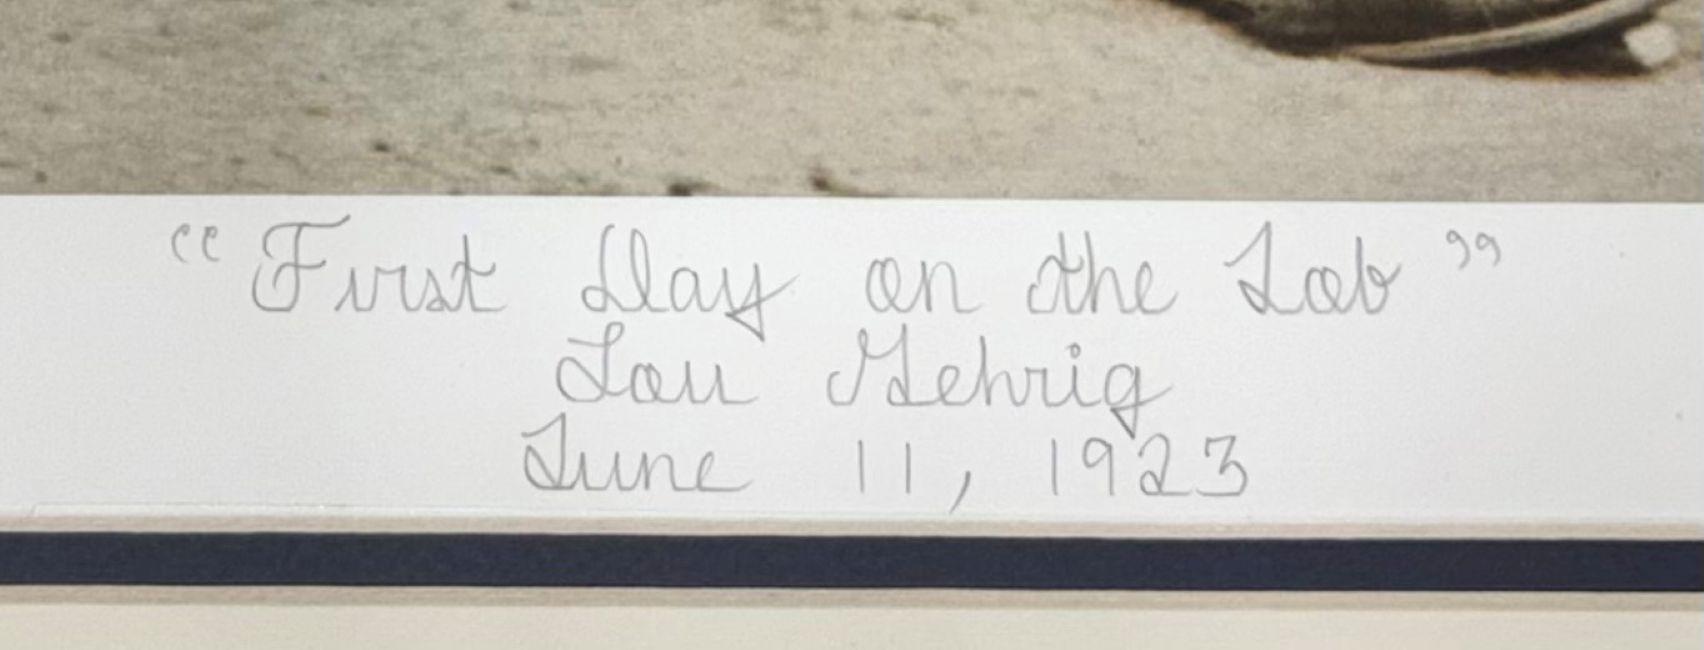 “First Day on the Job”
Lou Gehrig
June 11, 1923